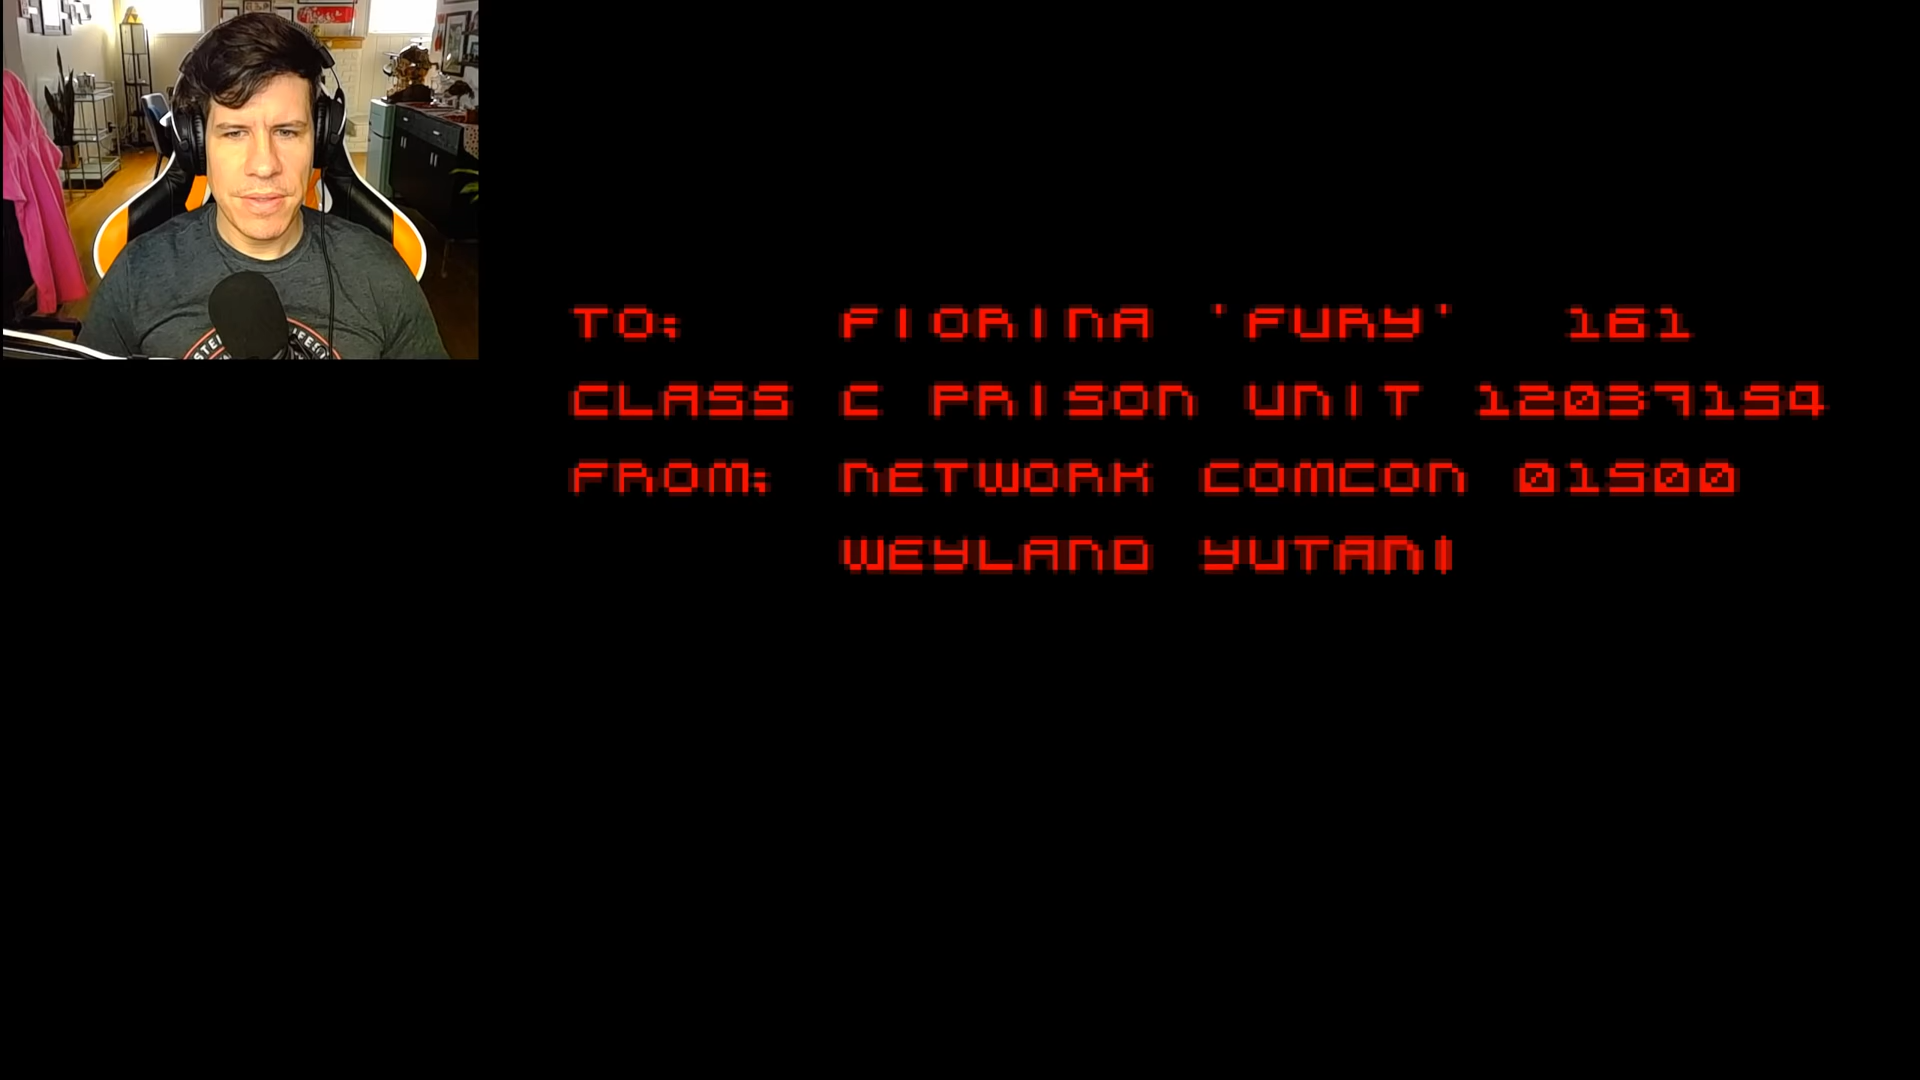 TO;    FIORINA 'FURY'  161
CLASS C PRISON UNIT 12037154
FROM;  NETWORK COMCON 01500
       WEYLAND YUTANI